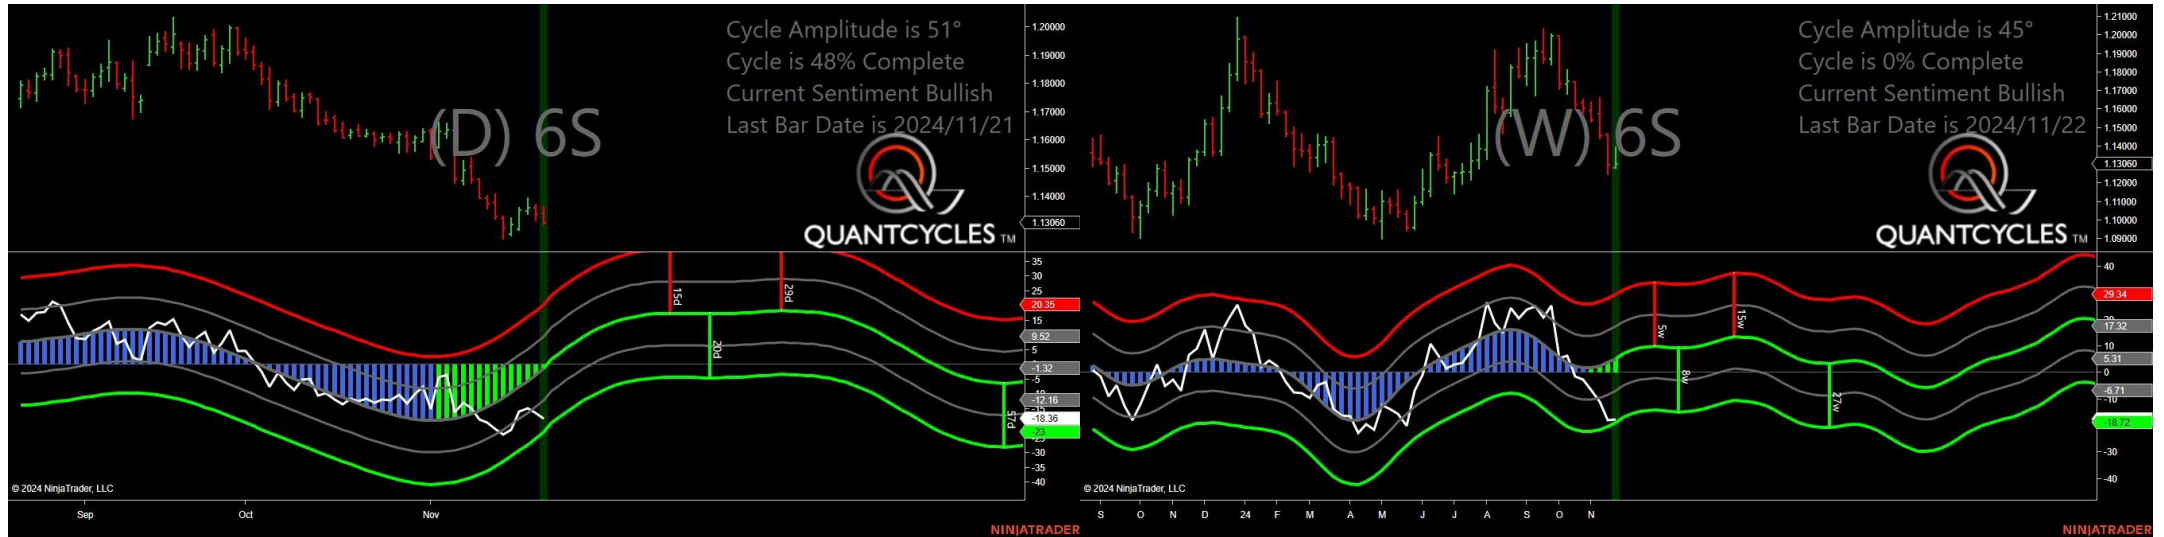 Cycle Amplitude is 51°
Cycle is 48% Complete
Current Sentiment Bullish
Last Bar Date is 2024/11/21
(D) 6S
QUANTCYCLES TM
1.20000
1.19000
1.18000
1.17000
1.16000
1.15000
1.14000
1.13060
35
30
25
20.35
15
9.52
5
-1.32
-5
-12.16
-18.36
-23
-30
-35
-40
15d
29d
20d
57d
© 2024 NinjaTrader, LLC
Sep
Oct
Nov
NINJATRADER
Cycle Amplitude is 45°
Cycle is 0% Complete
Current Sentiment Bullish
Last Bar Date is 2024/11/22
(W) 6S
QUANTCYCLES TM
1.21000
1.20000
1.19000
1.18000
1.17000
1.16000
1.15000
1.14000
1.13060
1.12000
1.11000
1.10000
1.09000
40
29.34
17.32
10
5.31
0
-6.71
-10
-18.72
-30
-40
5w
15w
8w
27w
© 2024 NinjaTrader, LLC
S
O
N
D
24
F
M
A
M
J
J
A
S
O
N
NINJATRADER